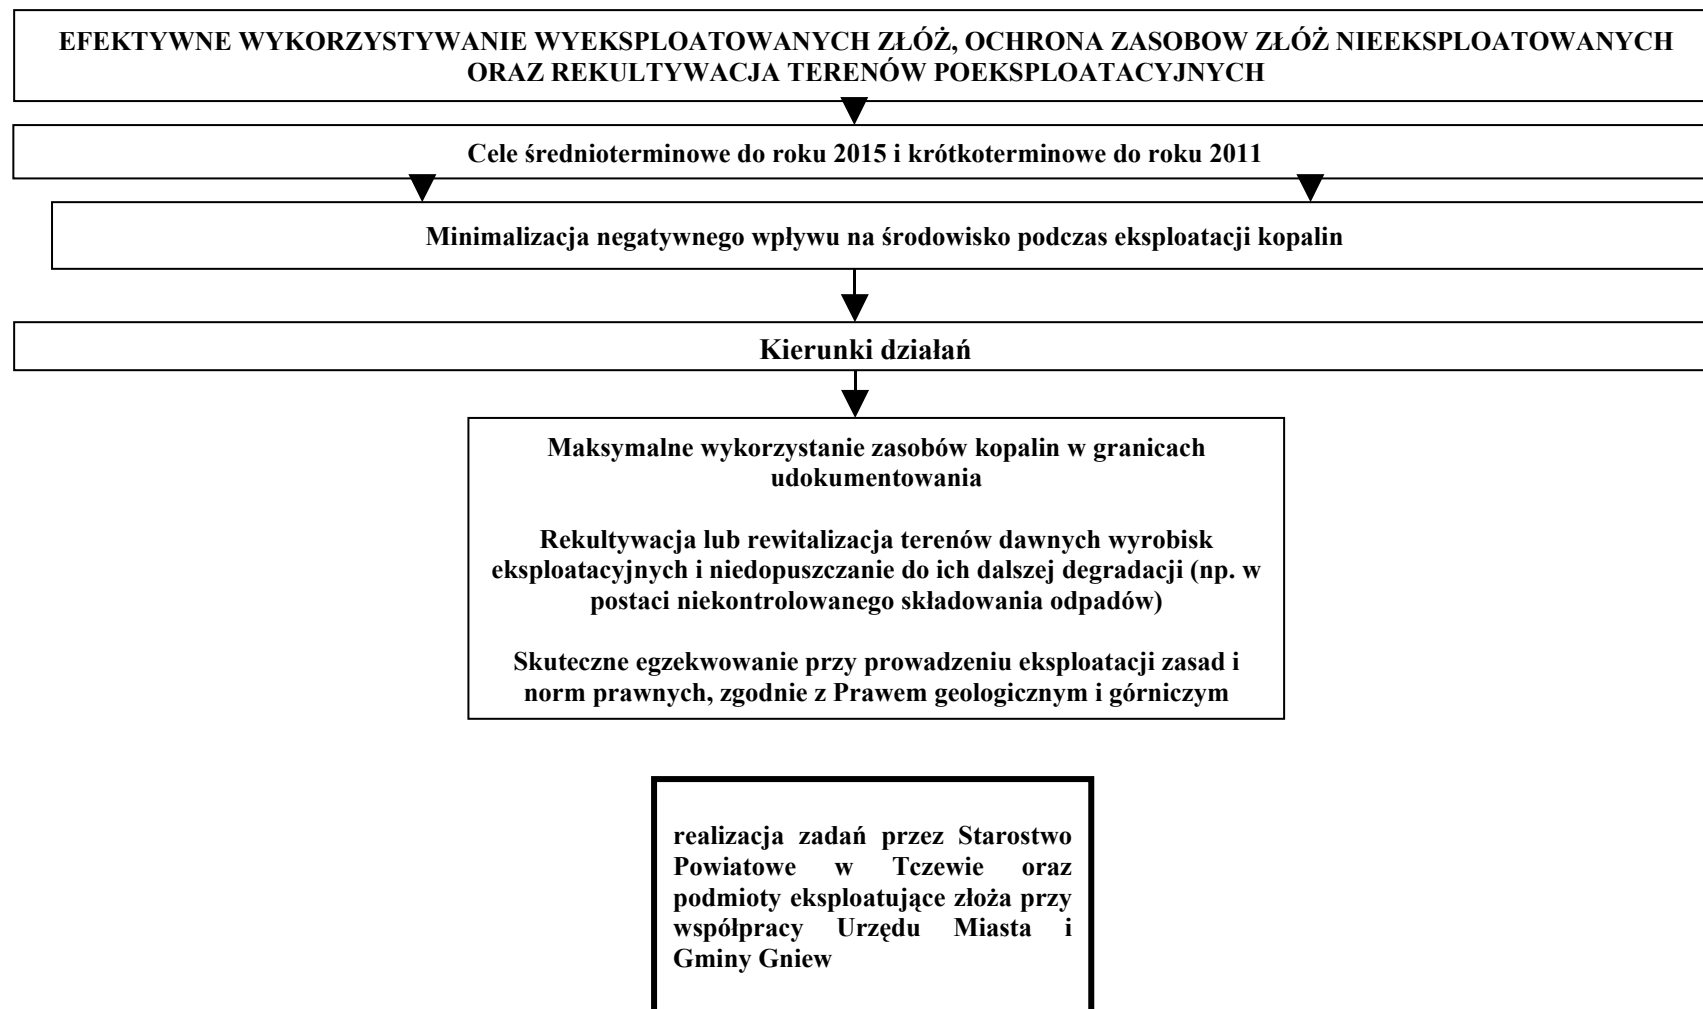 EFEKTYWNE WYKORZYSTYWANIE WYEKSPLOATOWANYCH ZŁÓŻ, OCHRONA ZASOBOW ZŁÓŻ NIEEKSPLOATOWANYCH
ORAZ REKULTYWACJA TERENÓW POEKSPLOATACYJNYCH
Cele średnioterminowe do roku 2015 i krótkoterminowe do roku 2011
Minimalizacja negatywnego wpływu na środowisko podczas eksploatacji kopalin
Kierunki działań
Maksymalne wykorzystanie zasobów kopalin w granicach
udokumentowania
Rekultywacja lub rewitalizacja terenów dawnych wyrobisk
eksploatacyjnych i niedopuszczanie do ich dalszej degradacji (np. w
postaci niekontrolowanego składowania odpadów)
Skuteczne egzekwowanie przy prowadzeniu eksploatacji zasad i
norm prawnych, zgodnie z Prawem geologicznym i górniczym
realizacja zadań przez Starostwo
Powiatowe w Tczewie oraz
podmioty eksploatujące złoża przy
współpracy Urzędu Miasta i
Gminy Gniew